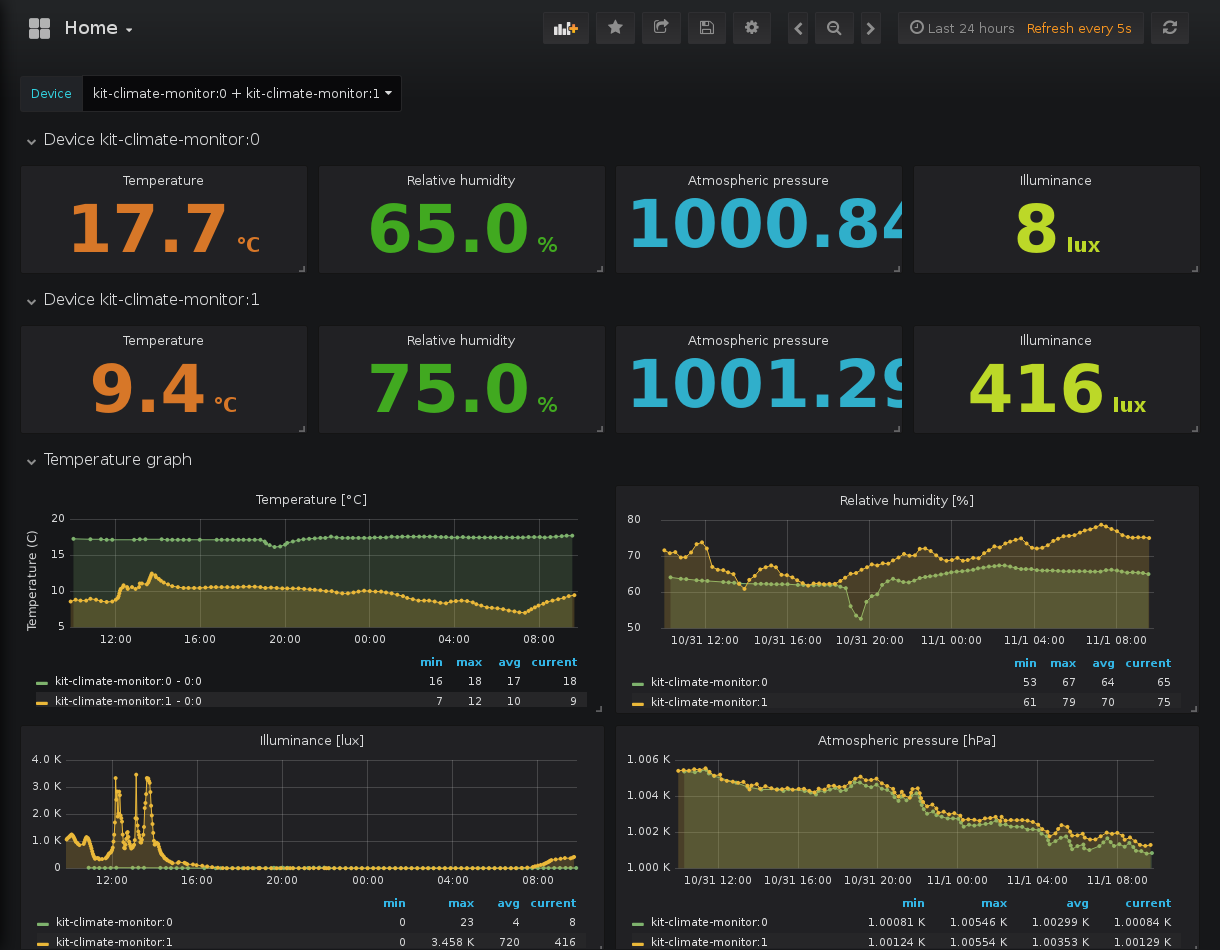 Home
Last 24 hours Refresh every 5s
Device kit-climate-monitor:0 + kit-climate-monitor:1
Device kit-climate-monitor:0
Temperature Relative humidity Atmospheric pressure Illuminance
17.7 °C 65.0 % 1000.84 8 lux
Device kit-climate-monitor:1
Temperature Relative humidity Atmospheric pressure Illuminance
9.4 °C 75.0 % 1001.29 416 lux
Temperature graph
Temperature [°C]
Temperature (C)
20
15
10
5
12:00 16:00 20:00 00:00 04:00 08:00
min max avg current
kit-climate-monitor:0 - 0:0 16 18 17 18
kit-climate-monitor:1 - 0:0 7 12 10 9
Relative humidity [%]
80
70
60
50
10/31 12:00 10/31 16:00 10/31 20:00 11/1 00:00 11/1 04:00 11/1 08:00
min max avg current
kit-climate-monitor:0 53 67 64 65
kit-climate-monitor:1 61 79 70 75
Illuminance [lux]
4.0 K
3.0 K
2.0 K
1.0 K
0
12:00 16:00 20:00 00:00 04:00 08:00
min max avg current
kit-climate-monitor:0 0 23 4 8
kit-climate-monitor:1 0 3.458 K 720 416
Atmospheric pressure [hPa]
1.006 K
1.004 K
1.002 K
1.000 K
10/31 12:00 10/31 16:00 10/31 20:00 11/1 00:00 11/1 04:00 11/1 08:00
min max avg current
kit-climate-monitor:0 1.00081 K 1.00546 K 1.00299 K 1.00084 K
kit-climate-monitor:1 1.00124 K 1.00554 K 1.00353 K 1.00129 K